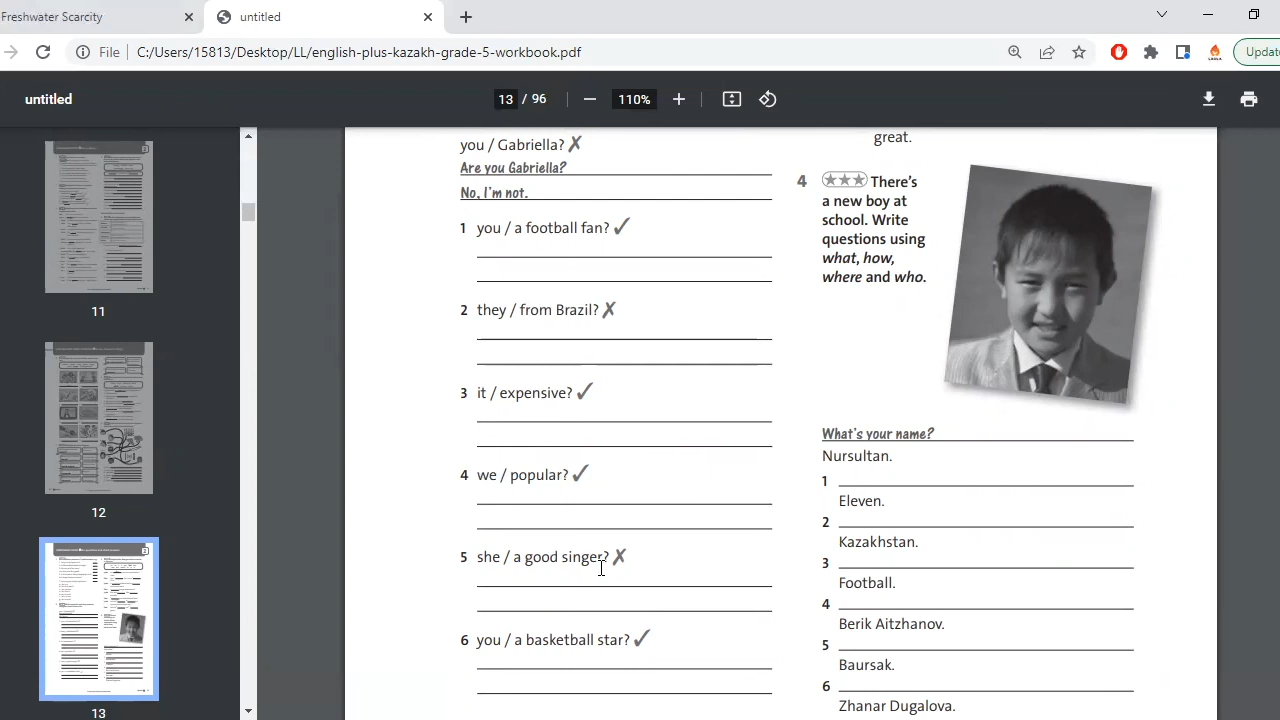 Freshwater Scarcity
untitled
File
C:/Users/15813/Desktop/LL/english-plus-kazakh-grade-5-workbook.pdf
Update
untitled
13 / 96
110%
11
12
13
you / Gabriella? ✗
Are you Gabriella?
No, I'm not.
1 you / a football fan? ✓
2 they / from Brazil? ✗
3 it / expensive? ✓
4 we / popular? ✓
5 she / a good singer? ✗
6 you / a basketball star? ✓
great.
4 ★★★ There's
a new boy at
school. Write
questions using
what, how,
where and who.
What's your name?
Nursultan.
1
Eleven.
2
Kazakhstan.
3
Football.
4
Berik Aitzhanov.
5
Baursak.
6
Zhanar Dugalova.